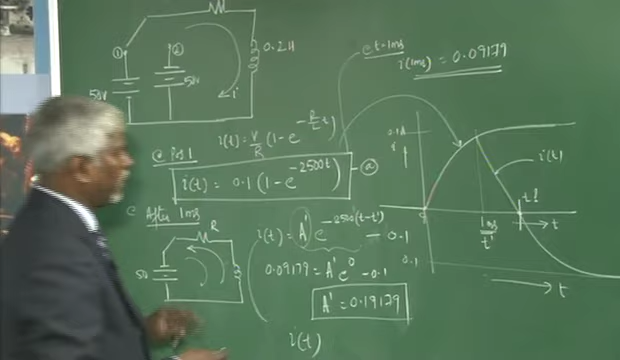 ① ②
50V 50V
0.2H
i
@ t=1ms
i(1ms) = 0.09179
i(t) = V/R (1 - e^{-R/L t})
@ Pos 1
i(t) = 0.1 (1 - e^{-2500t}) - ⓐ
@ After 1ms
R
50
i(t) = A' e^{-2500(t-t')} - 0.1
0.09179 = A' e^0 - 0.1
A' = 0.19179
i(t)
0.1A
i
i(t)
1ms
t'
t
0.1
t